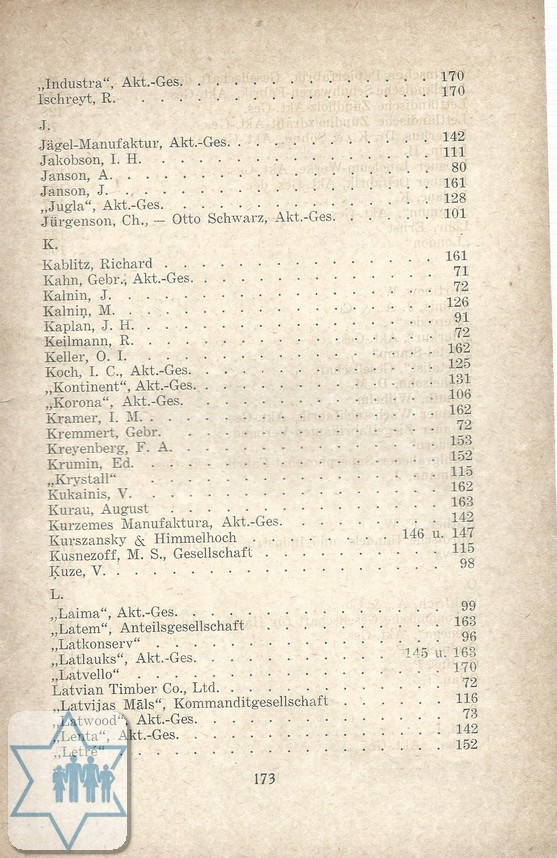 „Industra“, Akt.-Ges. . . . . . . . . . . . . . 170
Ischreyt, R. . . . . . . . . . . . . . . . . . 170
J.
Jägel-Manufaktur, Akt.-Ges. . . . . . . . . . . 142
Jakobson, I. H. . . . . . . . . . . . . . . . . 111
Janson, A. . . . . . . . . . . . . . . . . . . 80
Janson, J. . . . . . . . . . . . . . . . . . . 161
„Jugla“, Akt.-Ges. . . . . . . . . . . . . . . 128
Jürgenson, Ch., — Otto Schwarz, Akt.-Ges. . . . . 101
K.
Kablitz, Richard . . . . . . . . . . . . . . . 161
Kahn, Gebr., Akt.-Ges. . . . . . . . . . . . . 71
Kalnin, J. . . . . . . . . . . . . . . . . . . 72
Kalniņ, M. . . . . . . . . . . . . . . . . . . 126
Kaplan, J. H. . . . . . . . . . . . . . . . . . 91
Keilmann, R. . . . . . . . . . . . . . . . . . 72
Keller, O. I. . . . . . . . . . . . . . . . . . 162
Koch, I. C., Akt.-Ges. . . . . . . . . . . . . 125
„Kontinent“, Akt.-Ges. . . . . . . . . . . . . 131
„Korona“, Akt.-Ges. . . . . . . . . . . . . . . 106
Kramer, I. M. . . . . . . . . . . . . . . . . . 162
Kremmert, Gebr. . . . . . . . . . . . . . . . . 72
Kreyenberg, F. A. . . . . . . . . . . . . . . . 153
Krumin, Ed. . . . . . . . . . . . . . . . . . . 152
„Krystall“ . . . . . . . . . . . . . . . . . . 115
Kukainis, V. . . . . . . . . . . . . . . . . . 162
Kurau, August . . . . . . . . . . . . . . . . . 163
Kurzemes Manufaktura, Akt.-Ges. . . . . . . . . 142
Kurszansky & Himmelhoch . . . . . . . . 146 u. 147
Kusnezoff, M. S., Gesellschaft . . . . . . . . . 115
Ķuze, V. . . . . . . . . . . . . . . . . . . . 98
L.
„Laima“, Akt.-Ges. . . . . . . . . . . . . . . 99
„Latem“, Anteilsgesellschaft . . . . . . . . . . 163
„Latkonserv“ . . . . . . . . . . . . . . . . . 96
„Latlauks“, Akt.-Ges. . . . . . . . . . 145 u. 163
„Latvello“ . . . . . . . . . . . . . . . . . . 170
Latvian Timber Co., Ltd. . . . . . . . . . . . . 72
„Latvijas Māls“, Kommanditgesellschaft . . . . . 116
„Latwood“, Akt.-Ges. . . . . . . . . . . . . . 73
„Lenta“, Akt.-Ges. . . . . . . . . . . . . . . 142
„Letrē“ . . . . . . . . . . . . . . . . . . . . 152
173